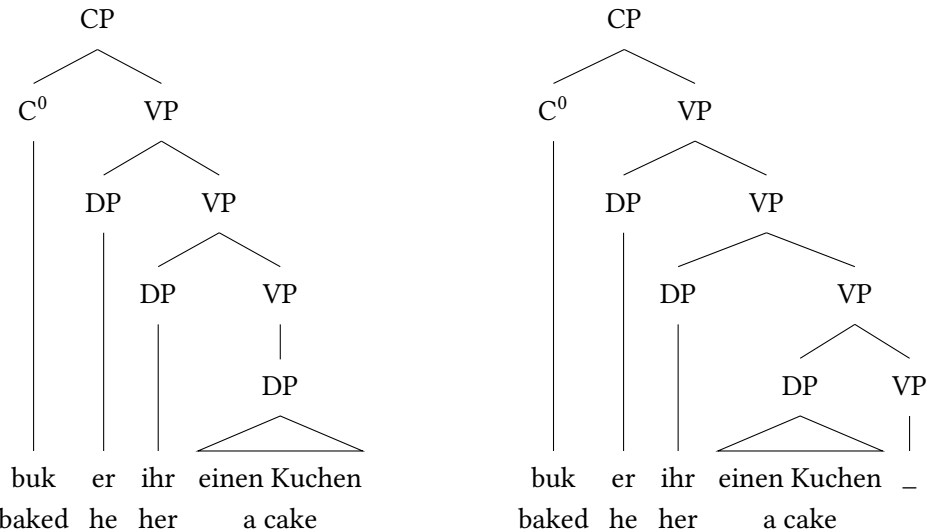 CP CP
C⁰ VP C⁰ VP
DP VP DP VP
DP VP DP VP
DP DP VP
buk er ihr einen Kuchen buk er ihr einen Kuchen _
baked he her a cake baked he her a cake